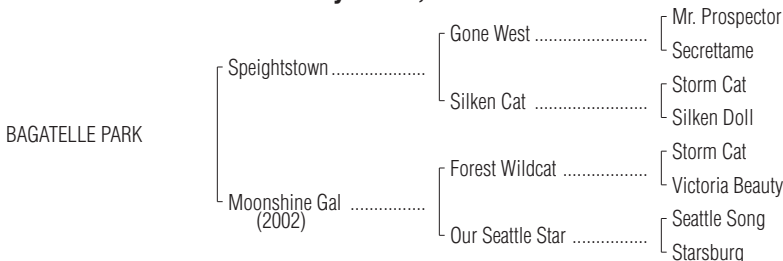 Mr. Prospector
Gone West ........................
Secrettame
Speightstown....................
Storm Cat
Silken Cat ........................
Silken Doll
BAGATELLE PARK
Storm Cat
Forest Wildcat ..................
Victoria Beauty
Moonshine Gal ................
(2002)
Seattle Song
Our Seattle Star ................
Starsburg